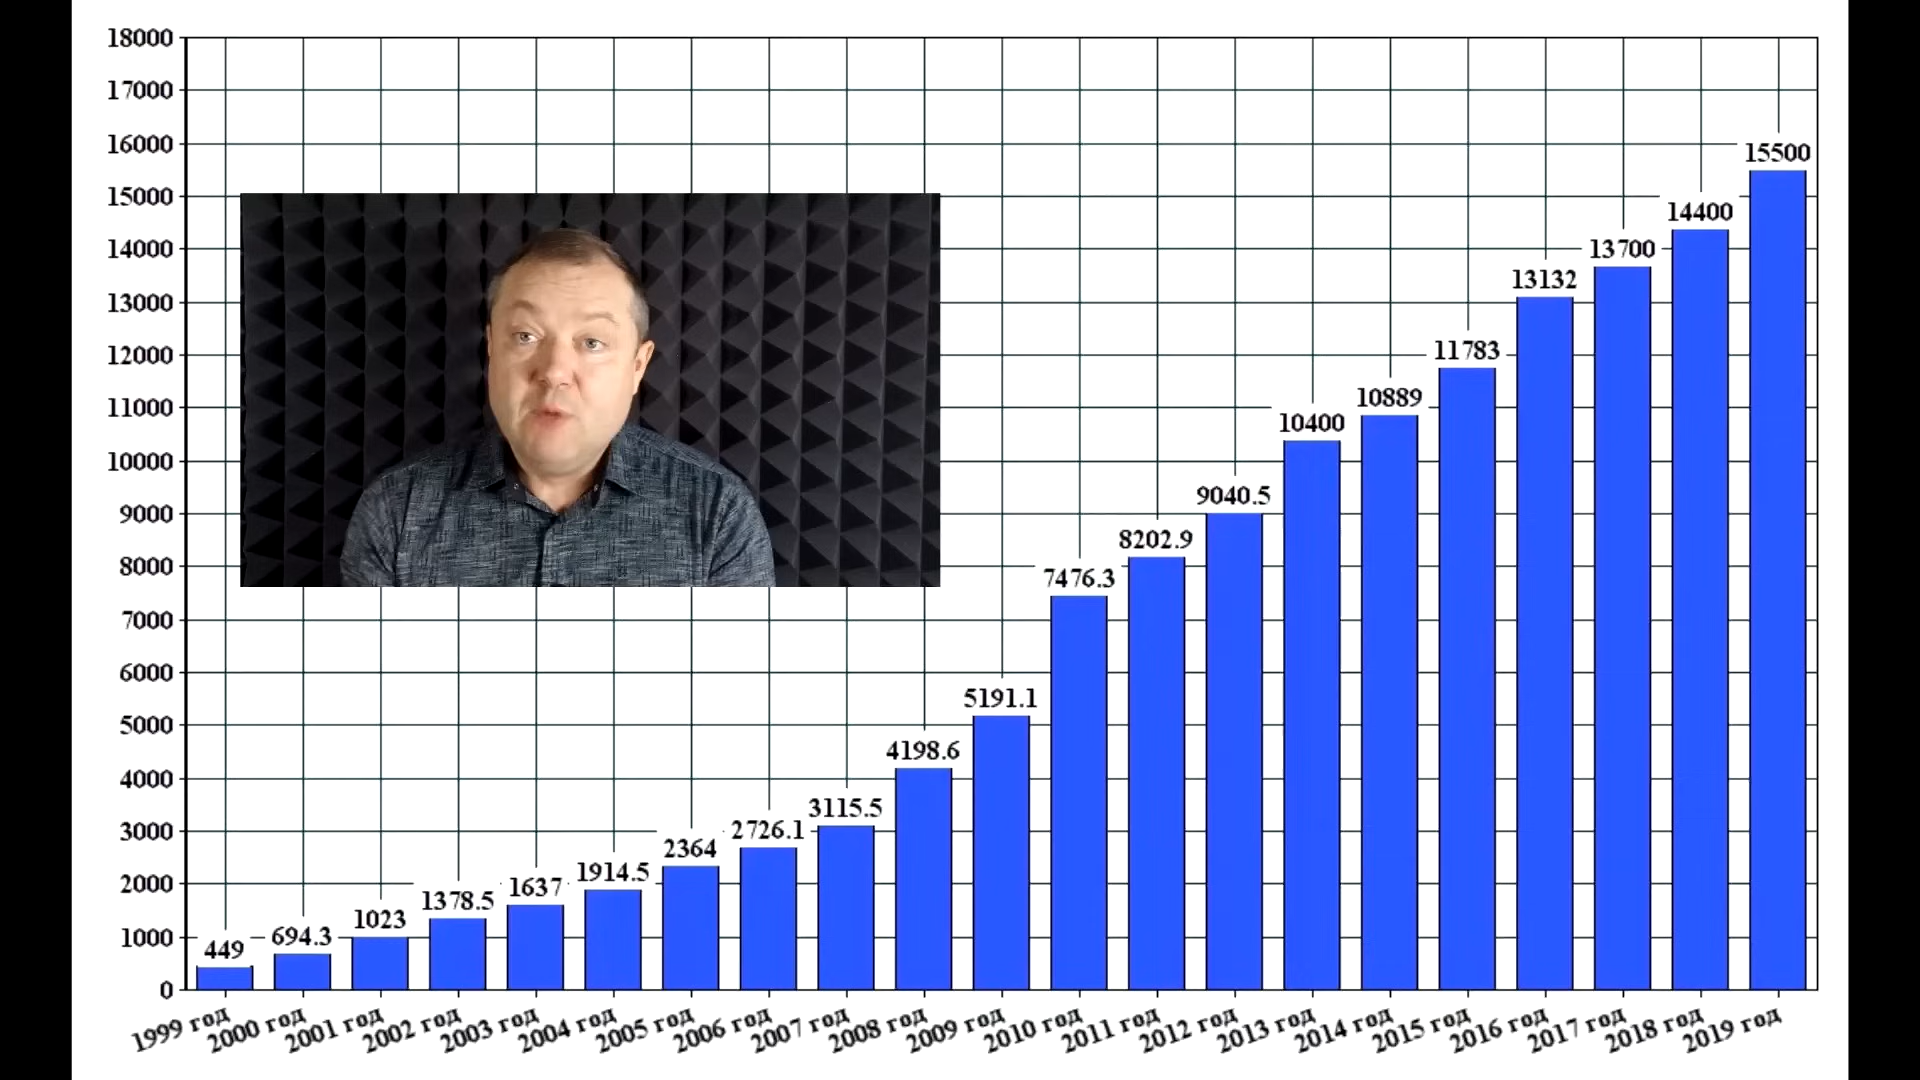 18000
17000
16000
15000
14000
13000
12000
11000
10000
9000
8000
7000
6000
5000
4000
3000
2000
1000
0
449
694.3
1023
1378.5
1637
1914.5
2364
2726.1
3115.5
4198.6
5191.1
7476.3
8202.9
9040.5
10400
10889
11783
13132
13700
14400
15500
1999 год
2000 год
2001 год
2002 год
2003 год
2004 год
2005 год
2006 год
2007 год
2008 год
2009 год
2010 год
2011 год
2012 год
2013 год
2014 год
2015 год
2016 год
2017 год
2018 год
2019 год